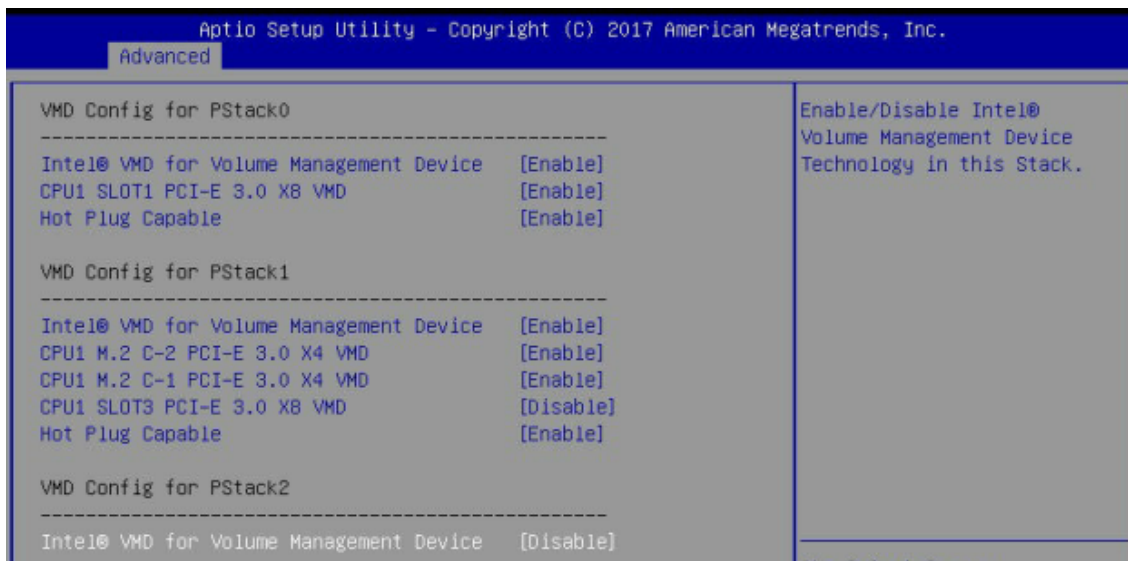 Aptio Setup Utility – Copyright (C) 2017 American Megatrends, Inc.
Advanced
VMD Config for PStack0
------------------------------------------------
Intel® VMD for Volume Management Device [Enable]
CPU1 SLOT1 PCI-E 3.0 X8 VMD [Enable]
Hot Plug Capable [Enable]
VMD Config for PStack1
------------------------------------------------
Intel® VMD for Volume Management Device [Enable]
CPU1 M.2 C-2 PCI-E 3.0 X4 VMD [Enable]
CPU1 M.2 C-1 PCI-E 3.0 X4 VMD [Enable]
CPU1 SLOT3 PCI-E 3.0 X8 VMD [Disable]
Hot Plug Capable [Enable]
VMD Config for PStack2
------------------------------------------------
Intel® VMD for Volume Management Device [Disable]
Enable/Disable Intel®
Volume Management Device
Technology in this Stack.